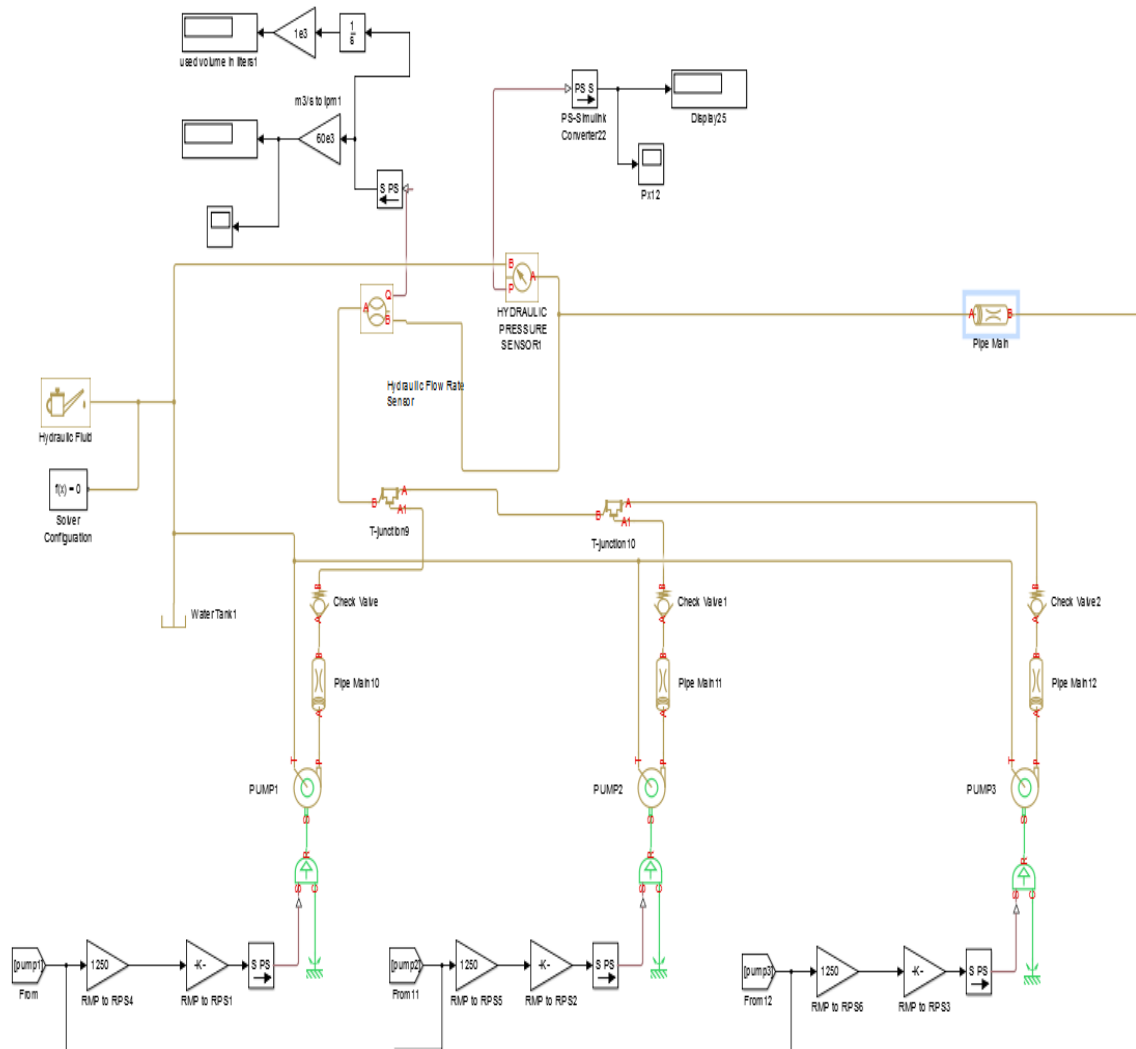 1e3
1
s
used volume in liters1
m3/s to lpm1
60e3
S PS
PS S
PS-Simulink
Converter22
Display25
Px12
B
A
P
HYDRAULIC
PRESSURE
SENSOR1
Q
A
B
Hydraulic Flow Rate
Sensor
A
B
Pipe Main
Hydraulic Fluid
f(x) = 0
Solver
Configuration
B
A
A1
T-junction9
B
A
A1
T-junction10
Water Tank1
B
Check Valve
A
B
Check Valve1
A
B
Check Valve2
A
B
Pipe Main10
A
B
Pipe Main11
A
B
Pipe Main12
A
T
P
PUMP1
S
T
P
PUMP2
S
T
P
PUMP3
S
R
S
C
R
S
C
R
S
C
[pump1]
From
1250
RMP to RPS4
-K-
RMP to RPS1
S PS
[pump2]
From11
1250
RMP to RPS5
-K-
RMP to RPS2
S PS
[pump3]
From12
1250
RMP to RPS6
-K-
RMP to RPS3
S PS